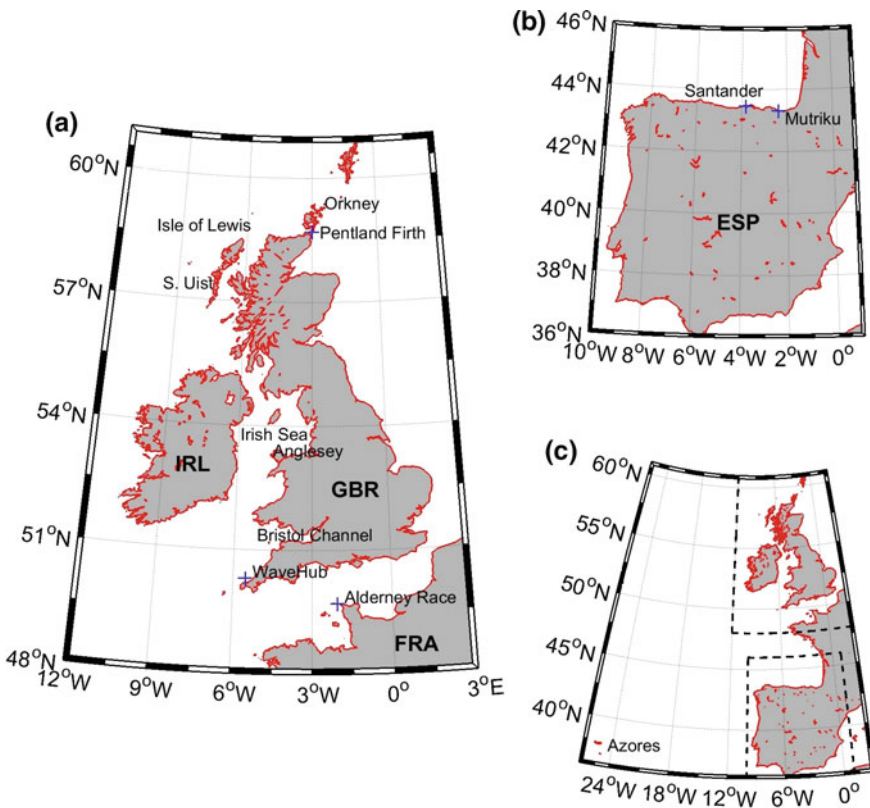 (a)
60°N
57°N
54°N
51°N
48°N
12°W
9°W
6°W
3°W
0°
3°E
Orkney
Isle of Lewis
Pentland Firth
S. Uist
Irish Sea
Anglesey
IRL
GBR
Bristol Channel
WaveHub
Alderney Race
FRA
(b)
46°N
44°N
42°N
40°N
38°N
36°N
10°W
8°W
6°W
4°W
2°W
0°
Santander
Mutriku
ESP
(c)
60°N
55°N
50°N
45°N
40°N
24°W
18°W
12°W
6°W
0°
Azores